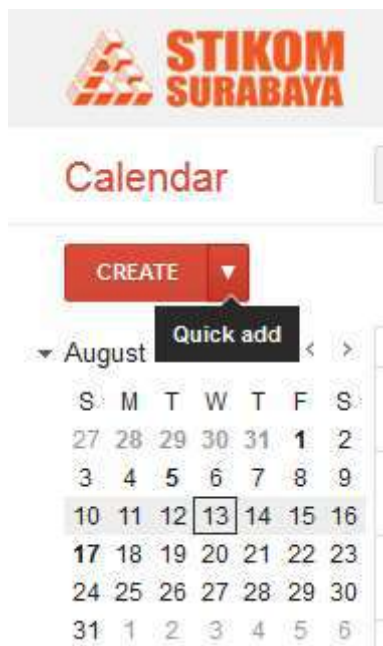 STIKOM
SURABAYA
Calendar
CREATE
Quick add
August
S M T W T F S
27 28 29 30 31 1 2
3 4 5 6 7 8 9
10 11 12 13 14 15 16
17 18 19 20 21 22 23
24 25 26 27 28 29 30
31 1 2 3 4 5 6